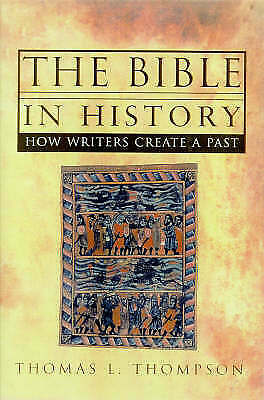 THE BIBLE
IN HISTORY
HOW WRITERS CREATE A PAST
THOMAS L. THOMPSON